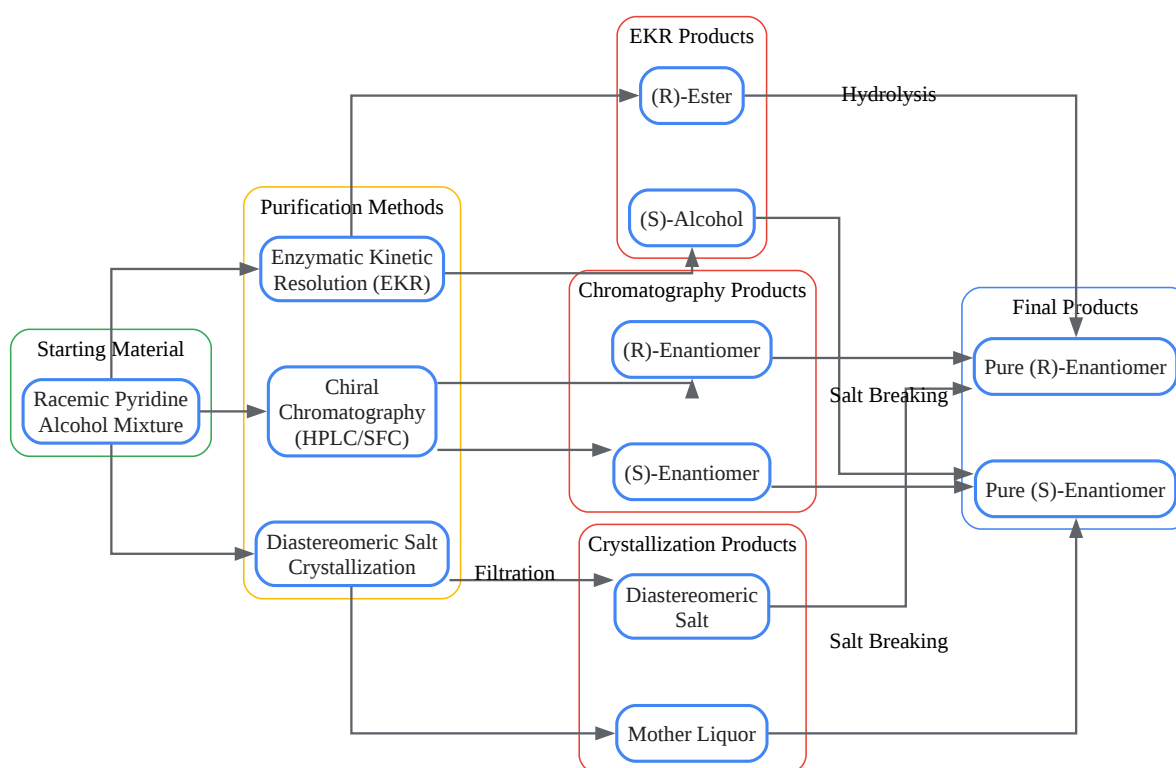 EKR Products
(R)-Ester
Hydrolysis
(S)-Alcohol
Purification Methods
Enzymatic Kinetic
Resolution (EKR)
Chromatography Products
(R)-Enantiomer
(S)-Enantiomer
Starting Material
Racemic Pyridine
Alcohol Mixture
Chiral
Chromatography
(HPLC/SFC)
Final Products
Pure (R)-Enantiomer
Salt Breaking
Pure (S)-Enantiomer
Diastereomeric Salt
Crystallization
Filtration
Crystallization Products
Diastereomeric
Salt
Salt Breaking
Mother Liquor